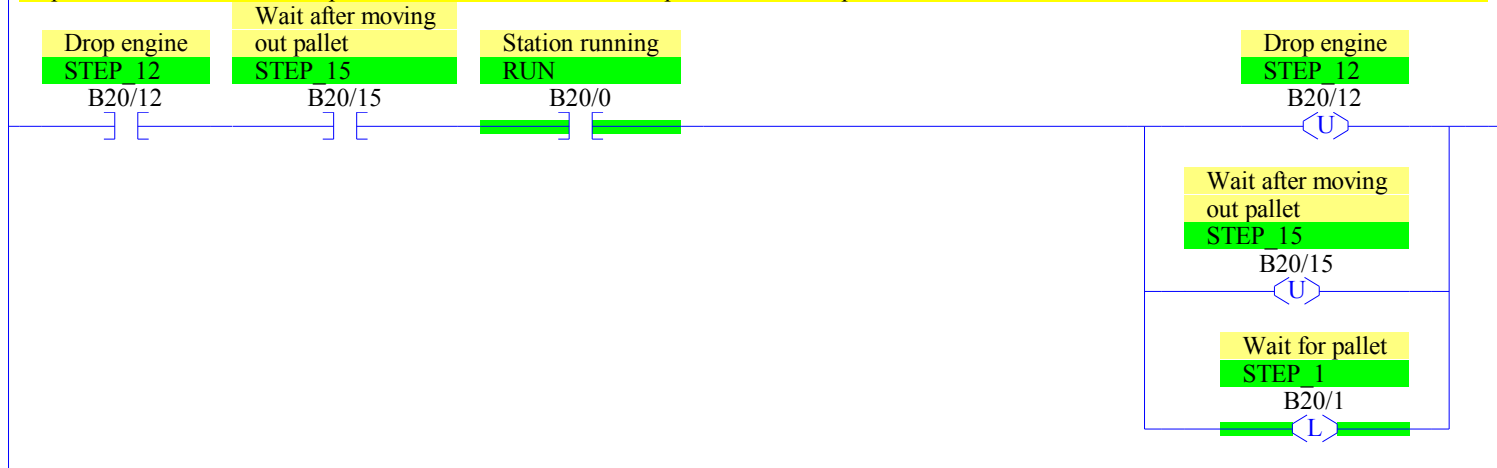 Wait after moving
Drop engine out pallet Station running Drop engine
STEP_12 STEP_15 RUN STEP_12
B20/12 B20/15 B20/0 B20/12
U
Wait after moving
out pallet
STEP_15
B20/15
U
Wait for pallet
STEP_1
B20/1
L